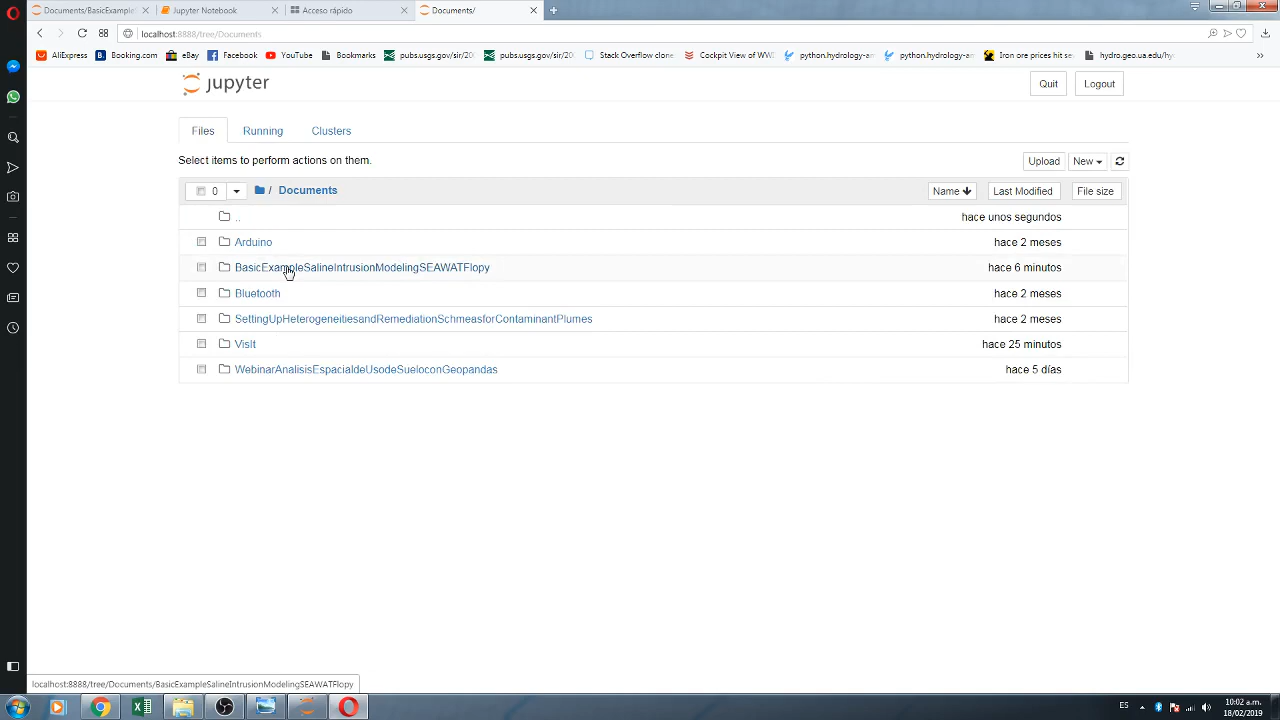 Documents/BasicExample
Jupyter Notebook
Acceso rápido
Documents/
localhost:8888/tree/Documents
AliExpress
Booking.com
eBay
Facebook
YouTube
Bookmarks
pubs.usgs.gov/sir/20
pubs.usgs.gov/sir/20
Stack Overflow clone
python.hydrology-am
python.hydrology-am
Iron ore prices hit se
hydro.geo.ua.edu/hy
jupyter
Quit
Logout
Files
Running
Clusters
Select items to perform actions on them.
Upload
New
0
/ Documents
Name
Last Modified
File size
..
hace unos segundos
Arduino
hace 2 meses
BasicExampleSalineIntrusionModelingSEAWATFlopy
hace 6 minutos
Bluetooth
hace 2 meses
SettingUpHeterogeneitiesandRemediationSchmeasforContaminantPlumes
hace 2 meses
VisIt
hace 25 minutos
WebinarAnalisisEspacialdeUsodeSueloconGeopandas
hace 5 días
localhost:8888/tree/Documents/BasicExampleSalineIntrusionModelingSEAWATFlopy
ES
10:02 a.m.
18/02/2019